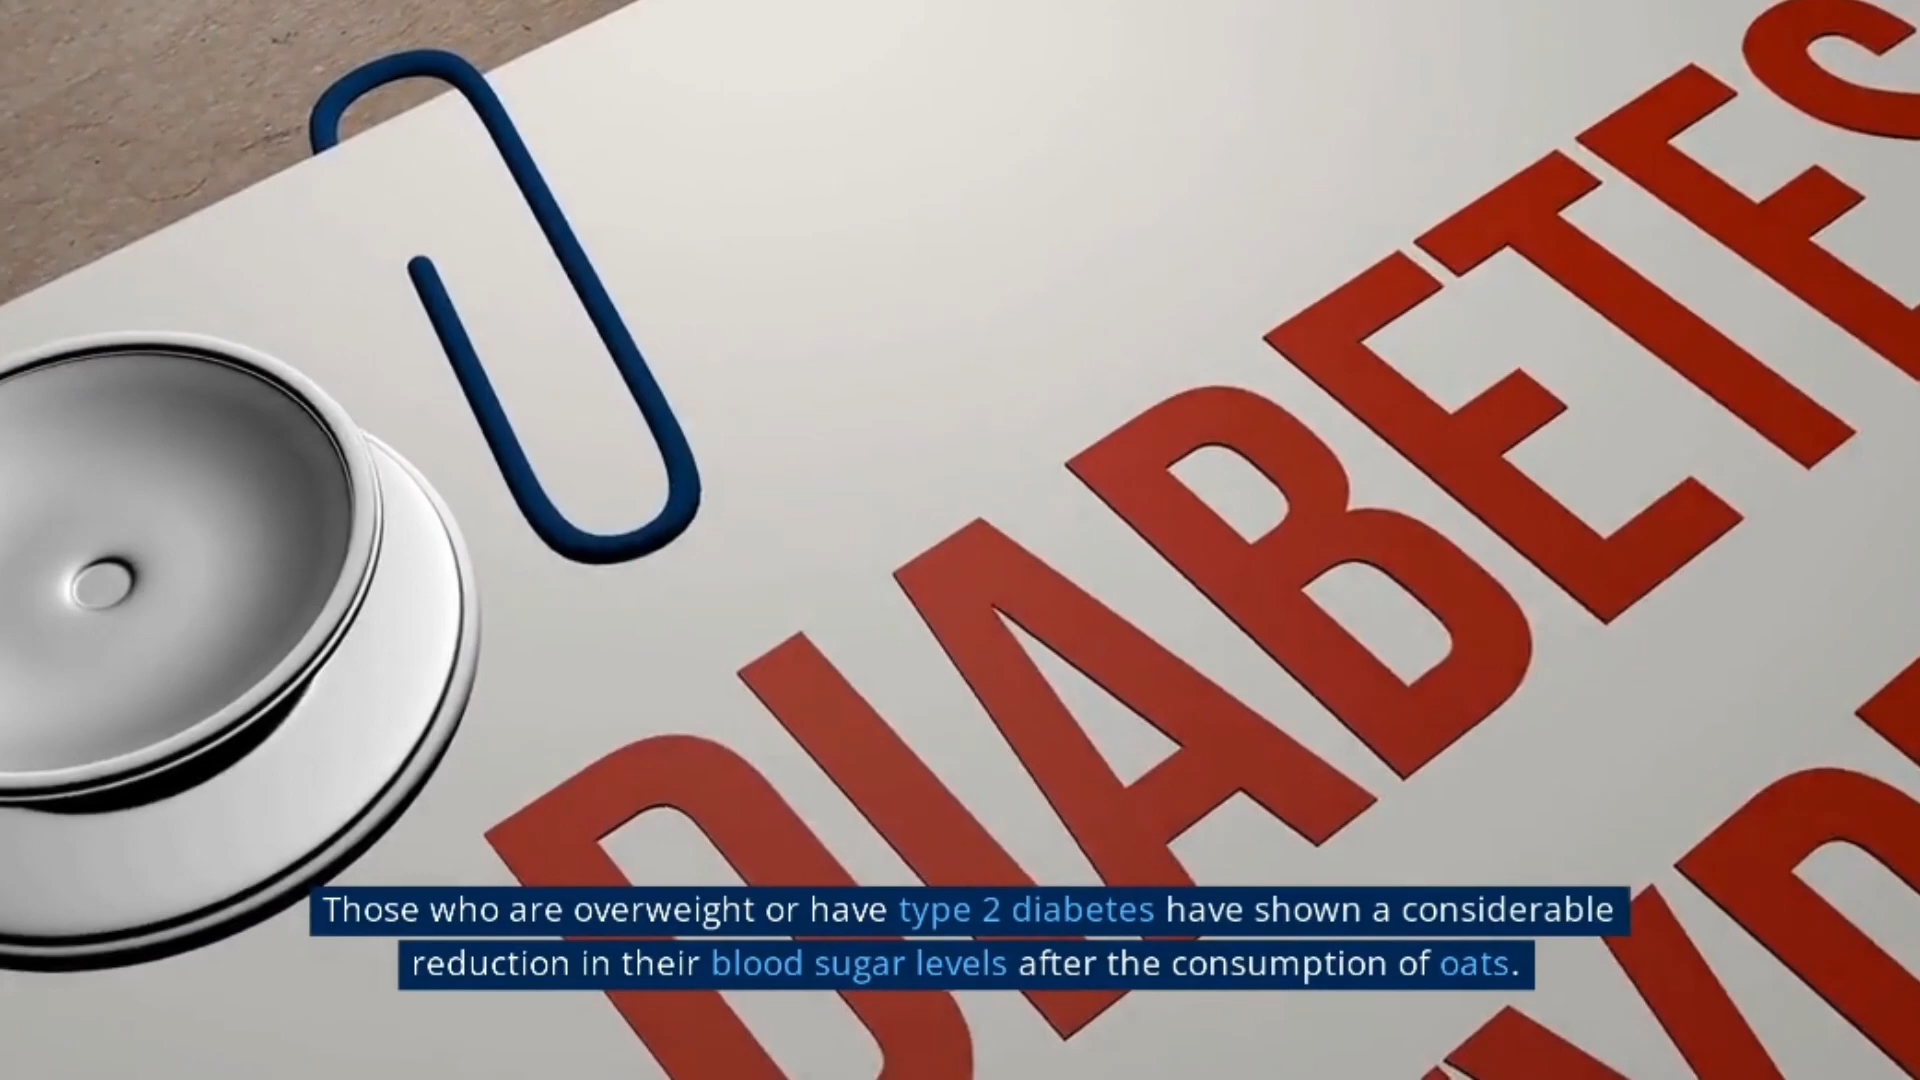 DIABETES
Those who are overweight or have type 2 diabetes have shown a considerable
reduction in their blood sugar levels after the consumption of oats.